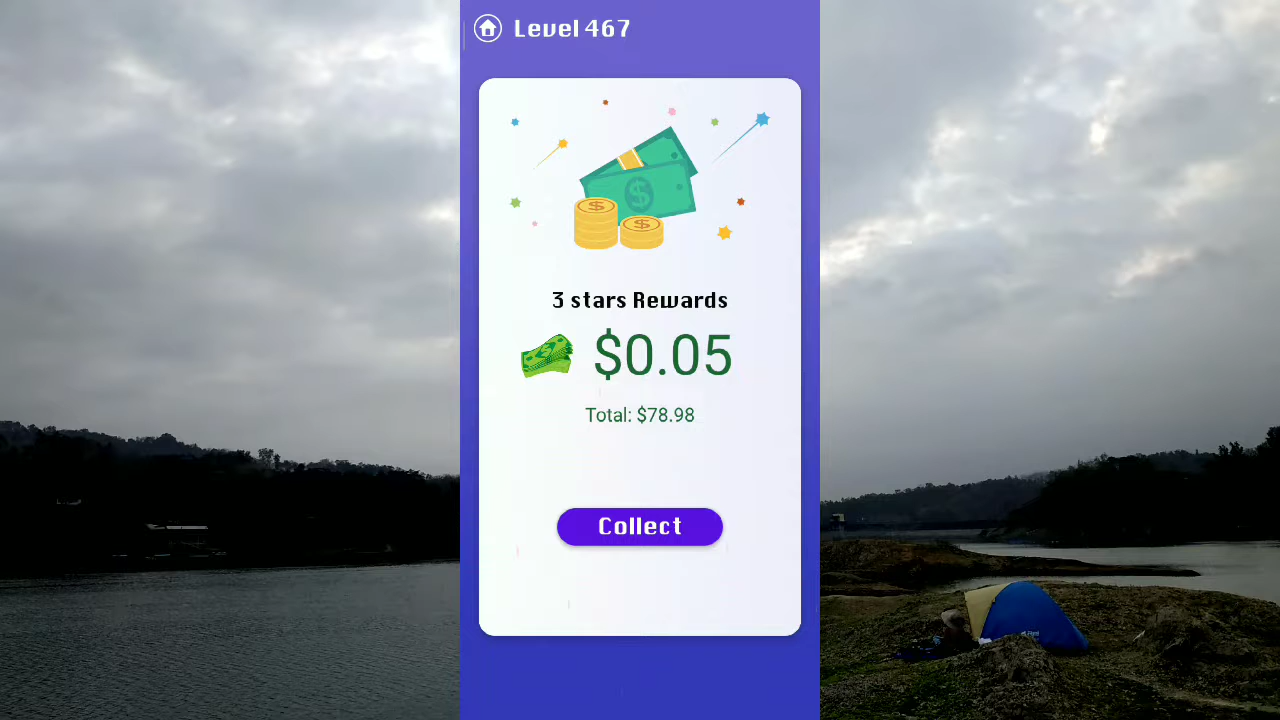 Level 467
3 stars Rewards
$0.05
Total: $78.98
Collect